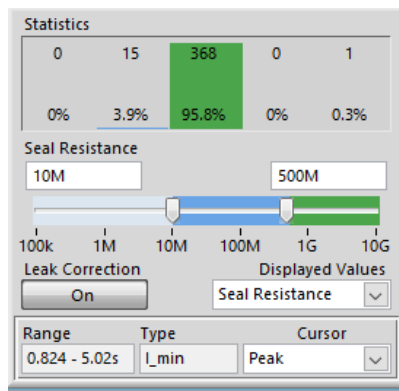 Statistics
0 15 368 0 1
0% 3.9% 95.8% 0% 0.3%
Seal Resistance
10M 500M
100k 1M 10M 100M 1G 10G
Leak Correction Displayed Values
On Seal Resistance
Range Type Cursor
0.824 - 5.02s I_min Peak